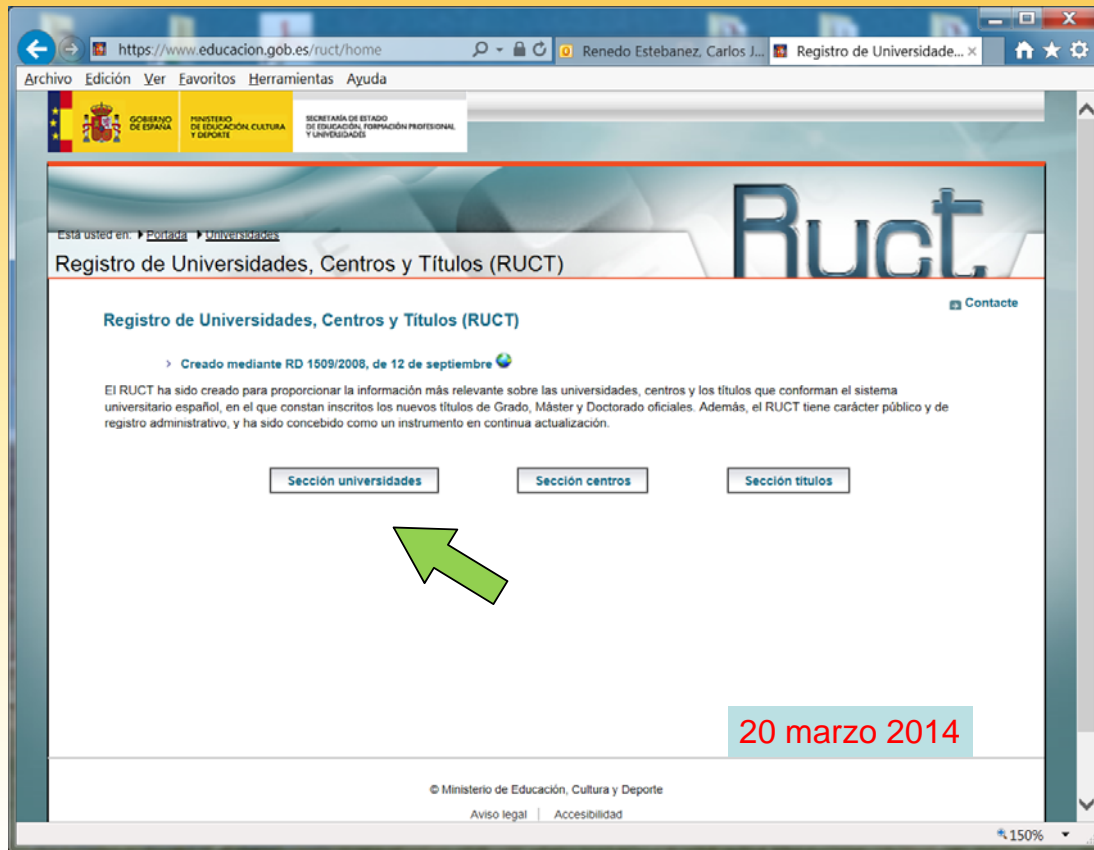 https://www.educacion.gob.es/ruct/home
Renedo Estebanez, Carlos J...
Registro de Universidade...
Archivo Edición Ver Favoritos Herramientas Ayuda
GOBIERNO DE ESPAÑA
MINISTERIO DE EDUCACIÓN, CULTURA Y DEPORTE
SECRETARÍA DE ESTADO DE EDUCACIÓN, FORMACIÓN PROFESIONAL Y UNIVERSIDADES
Ruct
Está usted en: Portada Universidades
Registro de Universidades, Centros y Títulos (RUCT)
Contacte
Registro de Universidades, Centros y Títulos (RUCT)
> Creado mediante RD 1509/2008, de 12 de septiembre
El RUCT ha sido creado para proporcionar la información más relevante sobre las universidades, centros y los títulos que conforman el sistema
universitario español, en el que constan inscritos los nuevos títulos de Grado, Máster y Doctorado oficiales. Además, el RUCT tiene carácter público y de
registro administrativo, y ha sido concebido como un instrumento en continua actualización.
Sección universidades Sección centros Sección títulos
20 marzo 2014
© Ministerio de Educación, Cultura y Deporte
Aviso legal | Accesibilidad
150%